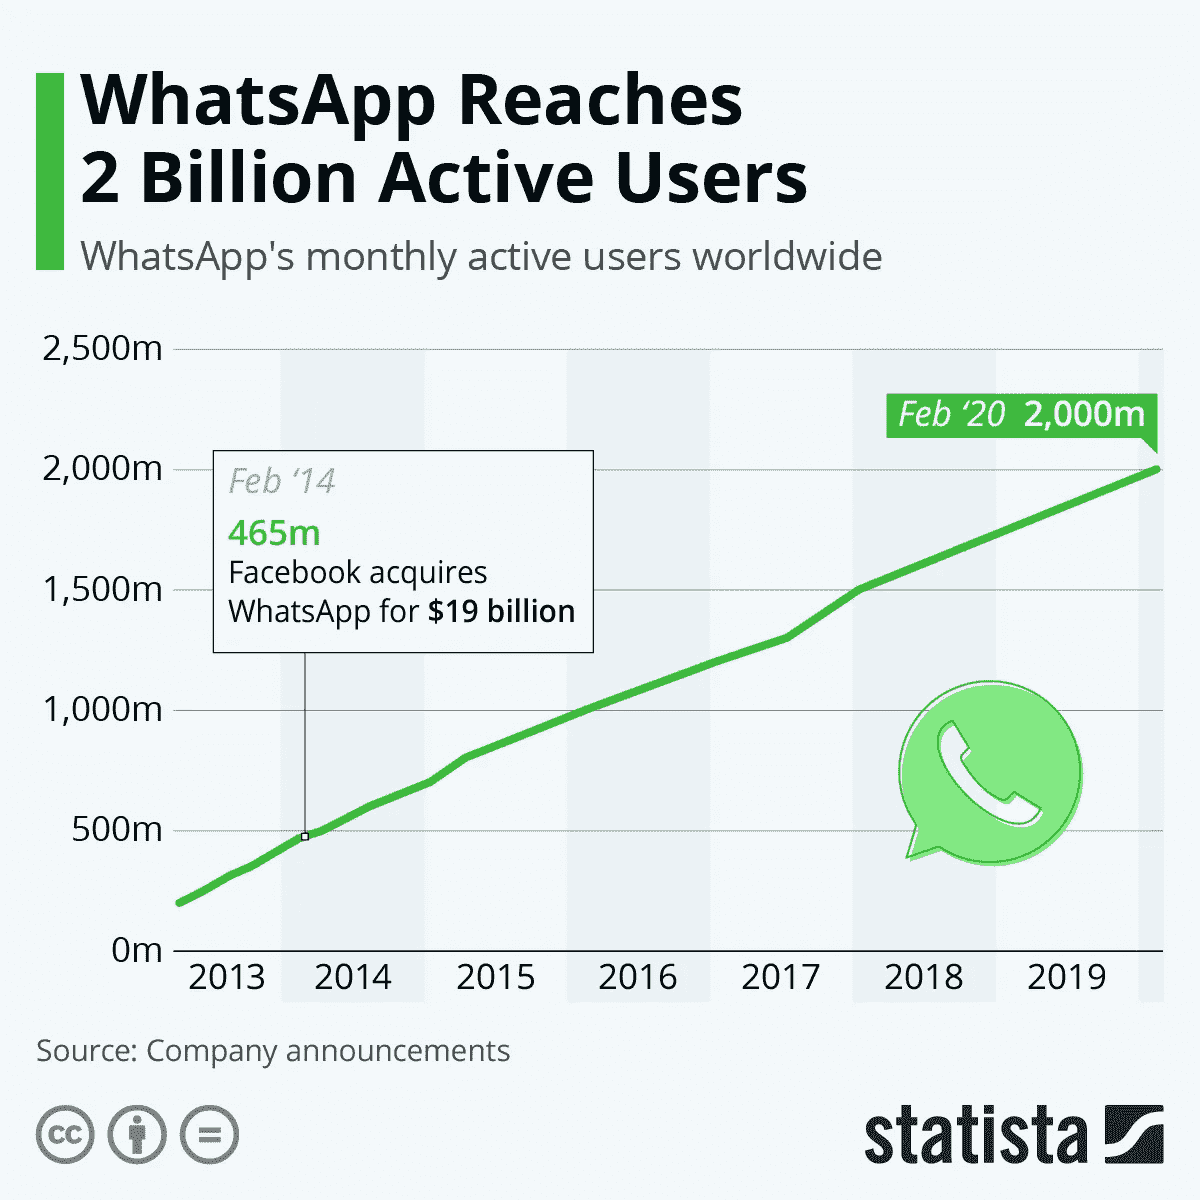 WhatsApp Reaches
2 Billion Active Users
WhatsApp's monthly active users worldwide
2,500m
2,000m
1,500m
1,000m
500m
0m
Feb ‘14
465m
Facebook acquires
WhatsApp for $19 billion
Feb ‘20 2,000m
2013 2014 2015 2016 2017 2018 2019
Source: Company announcements
cc
statista